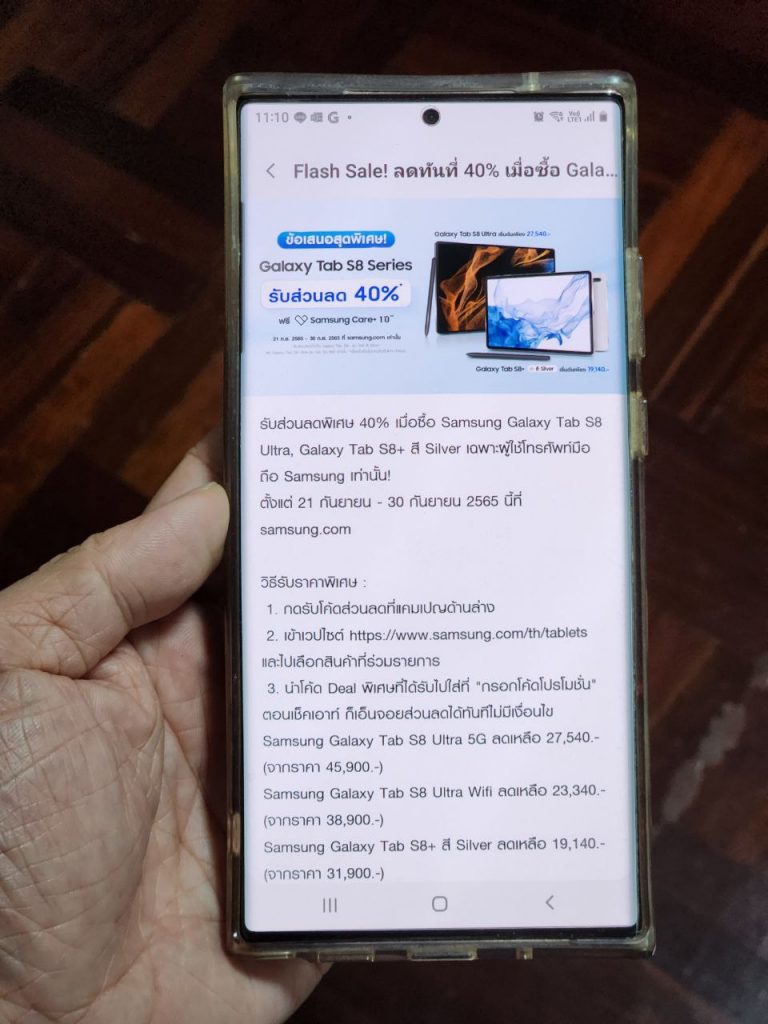 11:10
Flash Sale! ลดทันที่ 40% เมื่อซื้อ Gala...
ข้อเสนอสุดพิเศษ!
Galaxy Tab S8 Series
รับส่วนลด 40%*
ฟรี Samsung Care+ 1 ปี
21 ก.ย. 2565 - 30 ก.ย. 2565 ที่ samsung.com เท่านั้น
Galaxy Tab S8 Ultra เริ่มต้นเพียง 27,540.-
Galaxy Tab S8+ สี Silver เริ่มต้นเพียง 19,140.-
รับส่วนลดพิเศษ 40% เมื่อซื้อ Samsung Galaxy Tab S8
Ultra, Galaxy Tab S8+ สี Silver เฉพาะผู้ใช้โทรศัพท์มือ
ถือ Samsung เท่านั้น!
ตั้งแต่ 21 กันยายน - 30 กันยายน 2565 นี้ที่
samsung.com
วิธีรับราคาพิเศษ :
1. กดรับโค้ดส่วนลดที่แคมเปญด้านล่าง
2. เข้าเวปไซต์ https://www.samsung.com/th/tablets
และไปเลือกสินค้าที่ร่วมรายการ
3. นำโค้ด Deal พิเศษที่ได้รับไปใส่ที่ "กรอกโค้ดโปรโมชั่น"
ตอนเช็คเอาท์ ก็เอ็นจอยส่วนลดได้ทันทีไม่มีเงื่อนไข
Samsung Galaxy Tab S8 Ultra 5G ลดเหลือ 27,540.-
(จากราคา 45,900.-)
Samsung Galaxy Tab S8 Ultra Wifi ลดเหลือ 23,340.-
(จากราคา 38,900.-)
Samsung Galaxy Tab S8+ สี Silver ลดเหลือ 19,140.-
(จากราคา 31,900.-)